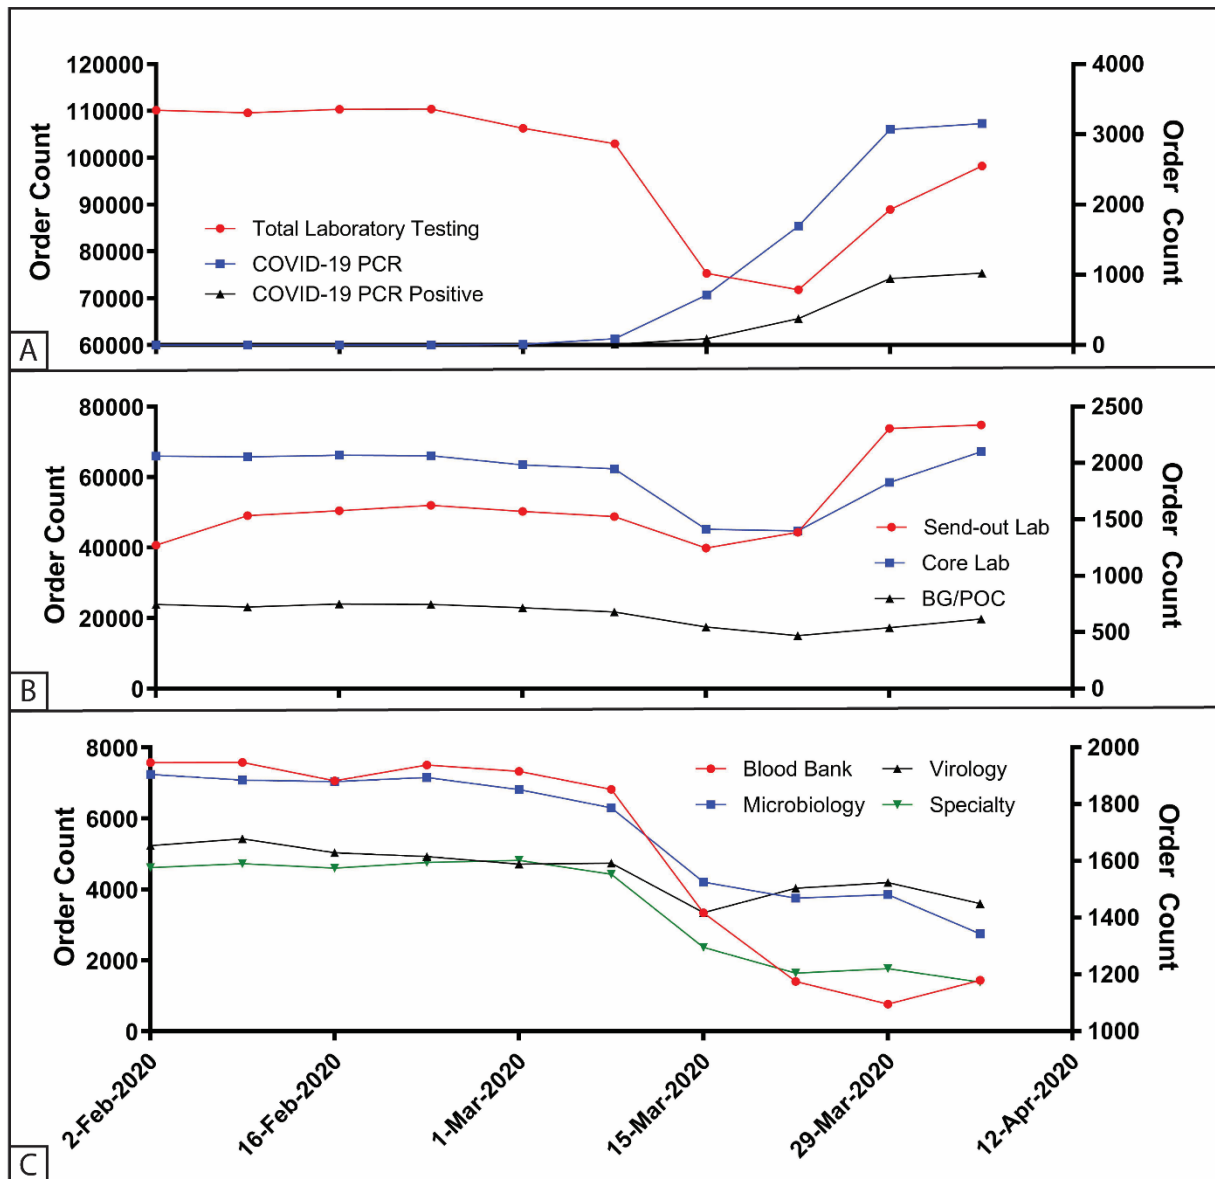 120000
110000
100000
90000
80000
70000
60000
Order Count
4000
3000
2000
1000
0
Order Count
Total Laboratory Testing
COVID-19 PCR
COVID-19 PCR Positive
A
80000
60000
40000
20000
0
Order Count
2500
2000
1500
1000
500
0
Order Count
Send-out Lab
Core Lab
BG/POC
B
8000
6000
4000
2000
0
Order Count
2000
1800
1600
1400
1200
1000
Order Count
Blood Bank
Virology
Microbiology
Specialty
2-Feb-2020
16-Feb-2020
1-Mar-2020
15-Mar-2020
29-Mar-2020
12-Apr-2020
C